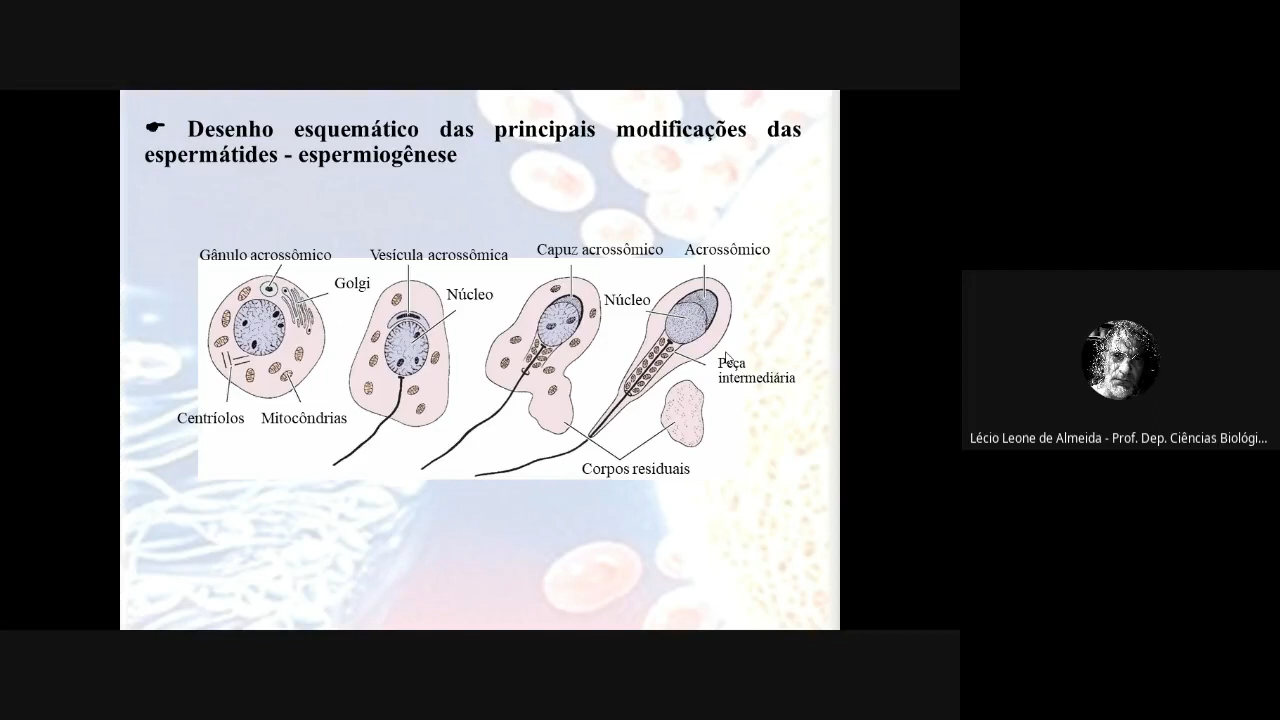 ☛ Desenho esquemático das principais modificações das
espermátides - espermiogênese
Gânulo acrossômico
Vesícula acrossômica
Capuz acrossômico
Acrossômico
Golgi
Núcleo
Núcleo
Peça
intermediária
Centríolos
Mitocôndrias
Corpos residuais
Lécio Leone de Almeida - Prof. Dep. Ciências Biológi...